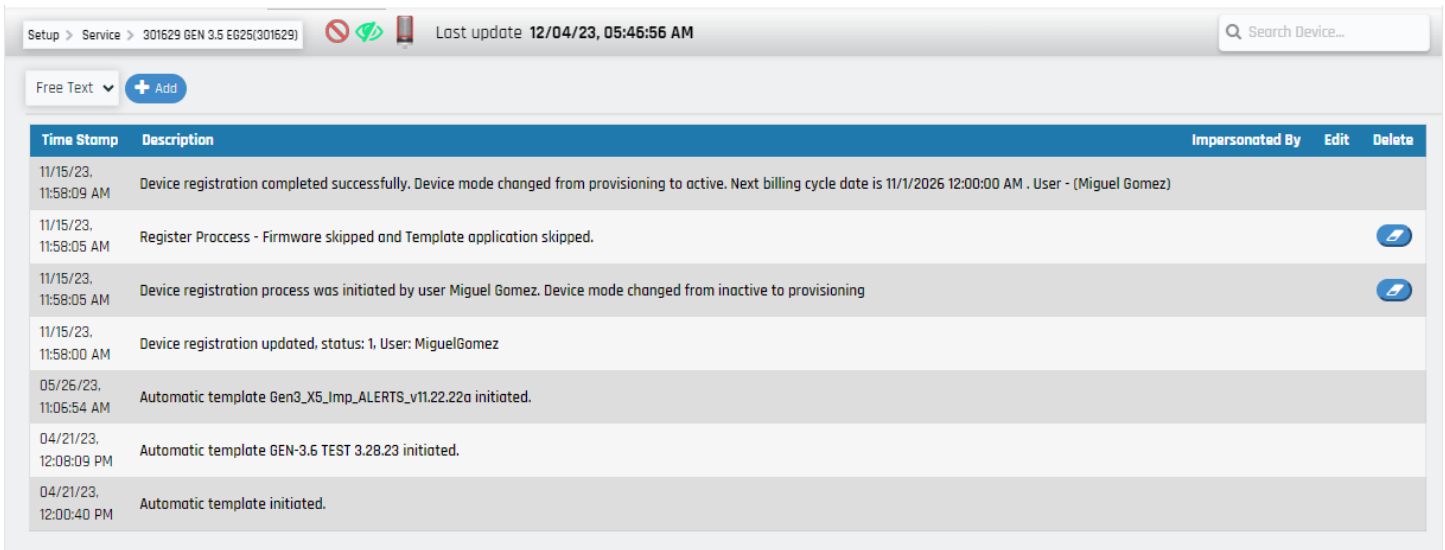 Setup > Service > 301629 GEN 3.5 EG25(301629)
Last update 12/04/23, 05:46:56 AM
Search Device...
Free Text
Add
Time Stamp Description Impersonated By Edit Delete
11/15/23,
11:58:09 AM
Device registration completed successfully. Device mode changed from provisioning to active. Next billing cycle date is 11/1/2026 12:00:00 AM . User - (Miguel Gomez)
11/15/23,
11:58:05 AM
Register Proccess - Firmware skipped and Template application skipped.
11/15/23,
11:58:05 AM
Device registration process was initiated by user Miguel Gomez. Device mode changed from inactive to provisioning
11/15/23,
11:58:00 AM
Device registration updated, status: 1, User: MiguelGomez
05/26/23,
11:06:54 AM
Automatic template Gen3_X5_Imp_ALERTS_v11.22.22a initiated.
04/21/23,
12:08:09 PM
Automatic template GEN-3.6 TEST 3.28.23 initiated.
04/21/23,
12:00:40 PM
Automatic template initiated.